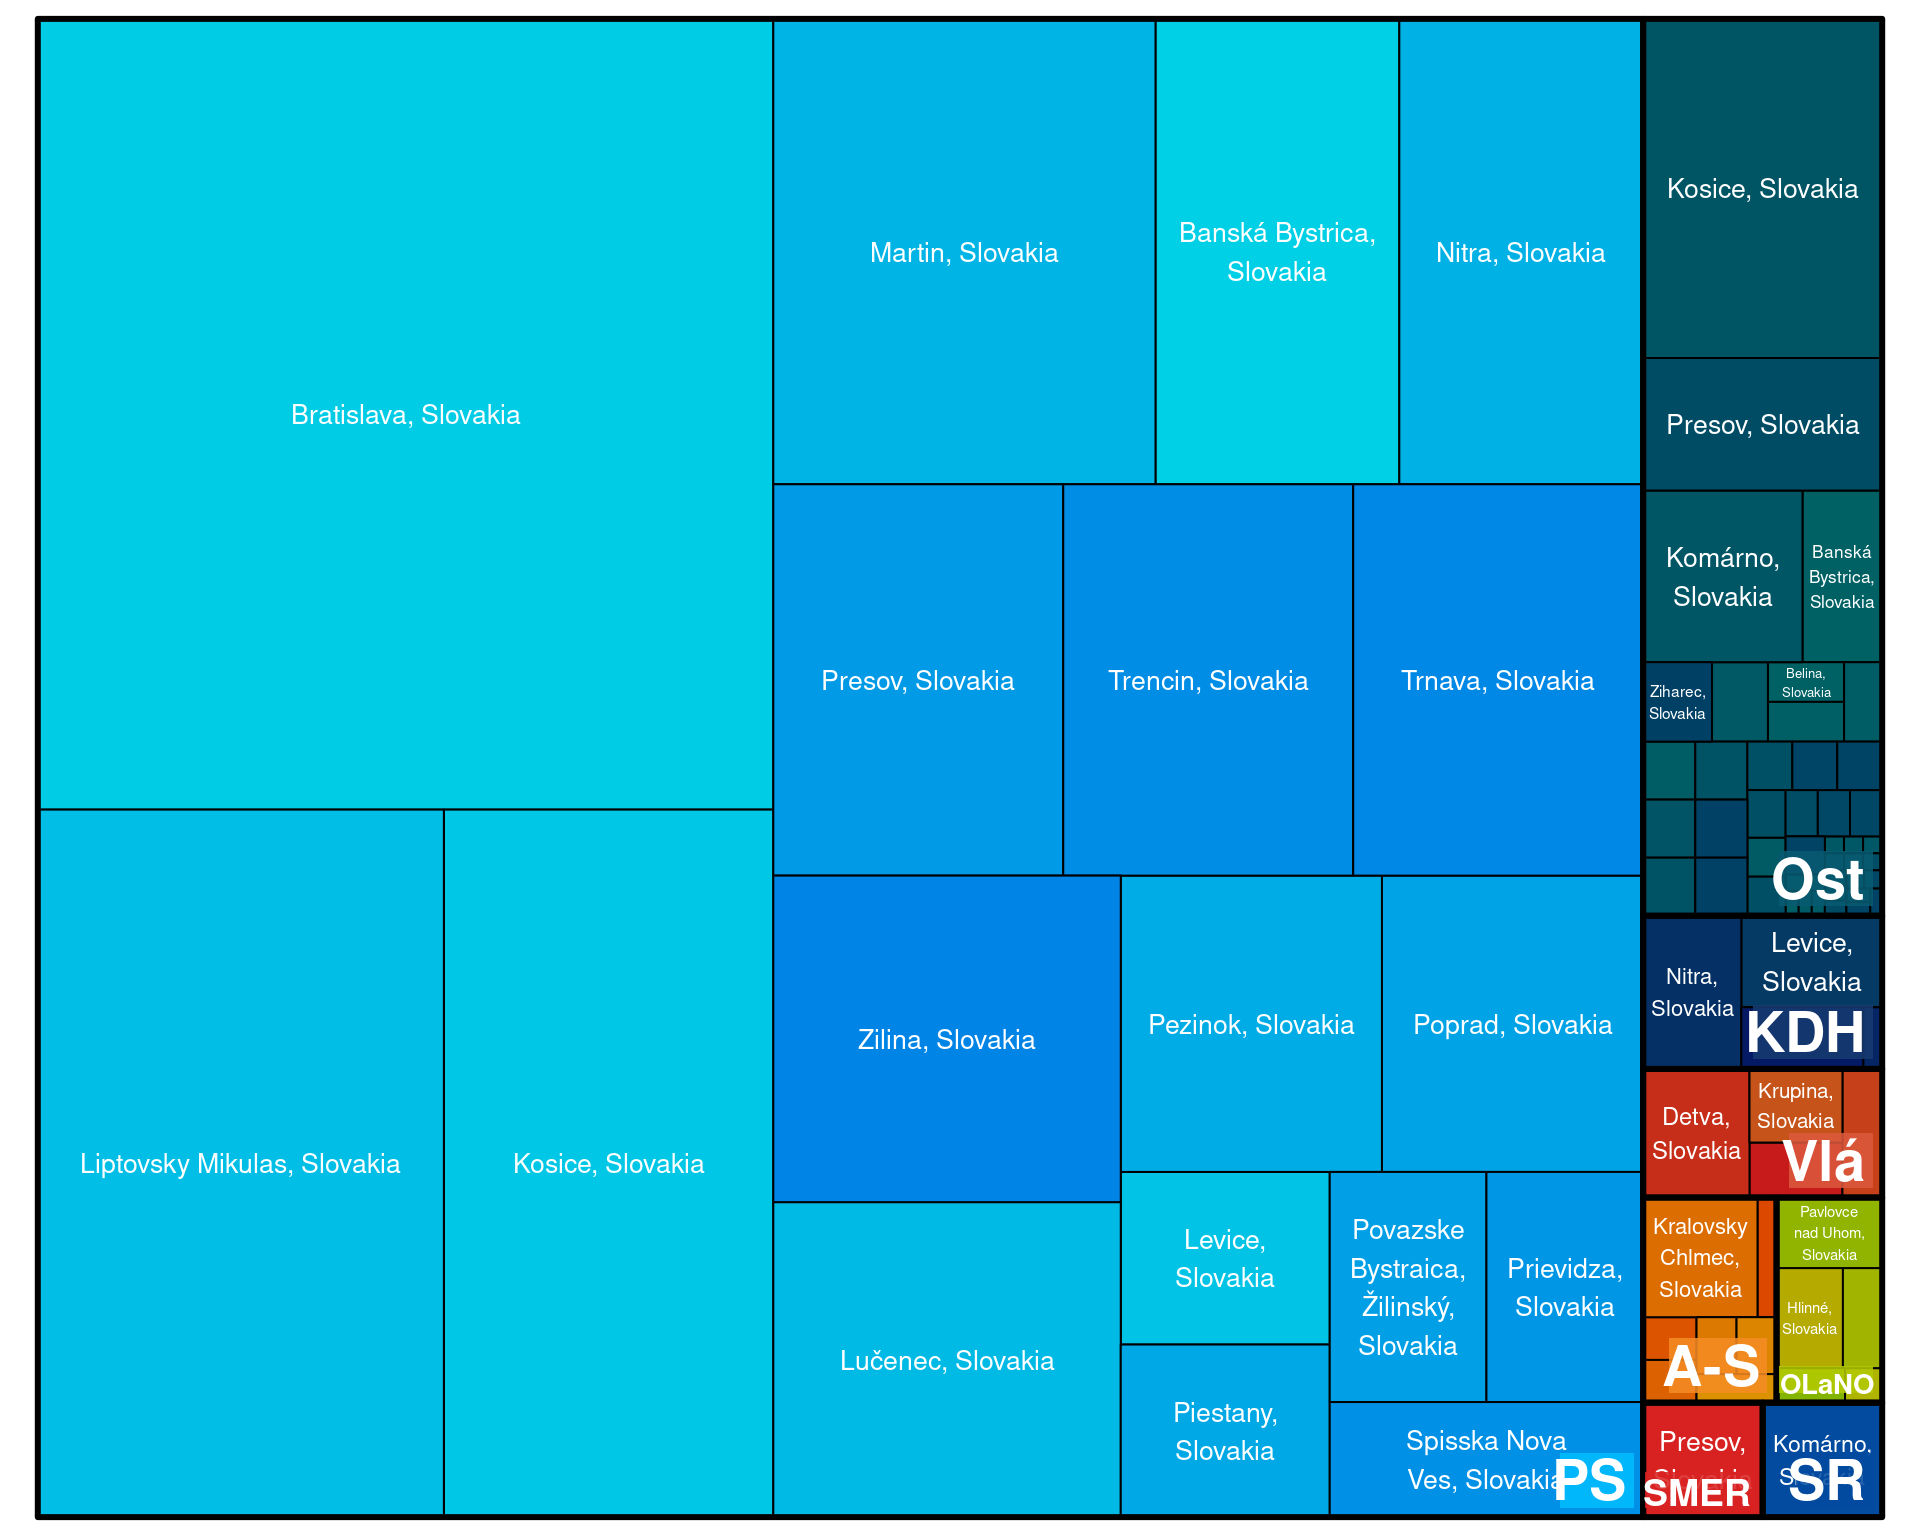 Bratislava, Slovakia
Liptovsky Mikulas, Slovakia
Kosice, Slovakia
Martin, Slovakia
Banská Bystrica,
Slovakia
Nitra, Slovakia
Presov, Slovakia
Trencin, Slovakia
Trnava, Slovakia
Zilina, Slovakia
Lučenec, Slovakia
Pezinok, Slovakia
Poprad, Slovakia
Levice,
Slovakia
Piestany,
Slovakia
Povazske
Bystraica,
Žilinský,
Slovakia
Prievidza,
Slovakia
Spisska Nova
Ves, Slovakia
PS
Kosice, Slovakia
Presov, Slovakia
Komárno,
Slovakia
Banská
Bystrica,
Slovakia
Ziharec,
Slovakia
Belina,
Slovakia
Ost
Nitra,
Slovakia
Levice,
Slovakia
KDH
Detva,
Slovakia
Krupina,
Slovakia
Vlá
Kralovsky
Chlmec,
Slovakia
A-S
Pavlovce
nad Uhom,
Slovakia
Hlinné,
Slovakia
OLaNO
Presov,
Slovakia
SMER
Komárno,
SR